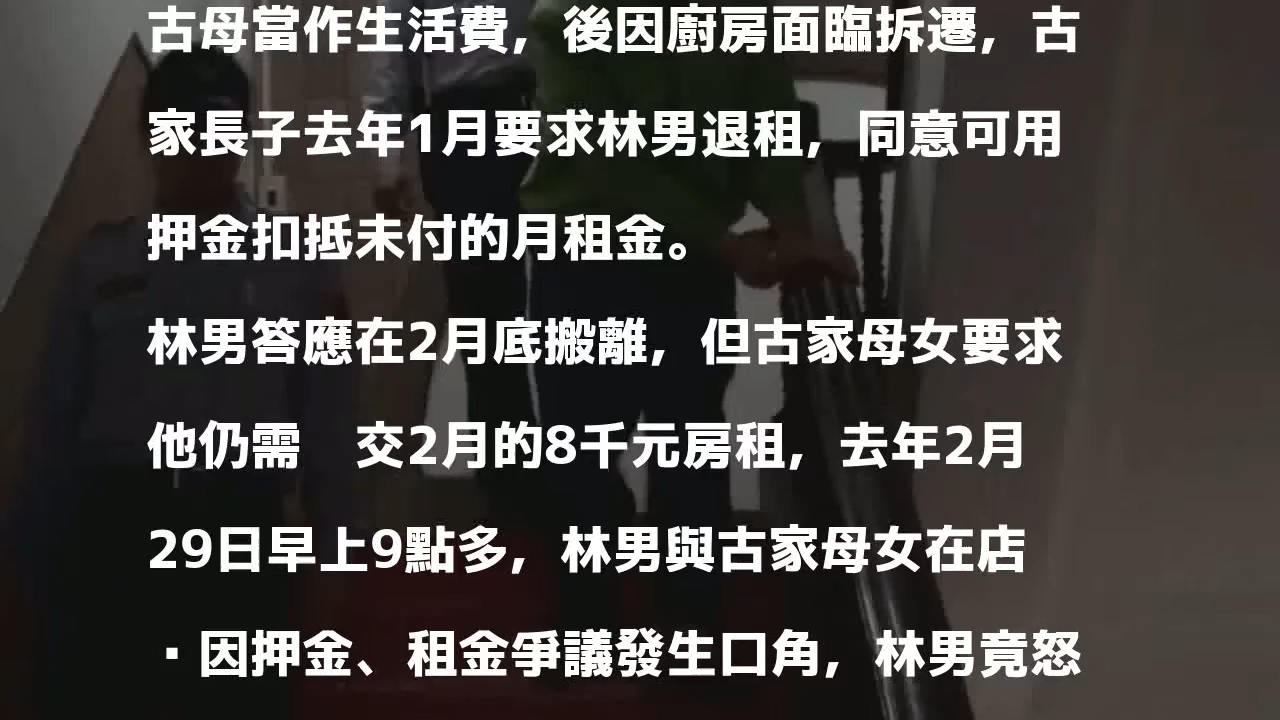 古母當作生活費，後因廚房面臨拆遷，古
家長子去年1月要求林男退租，同意可用
押金扣抵未付的月租金。
林男答應在2月底搬離，但古家母女要求
他仍需　交2月的8千元房租，去年2月
29日早上9點多，林男與古家母女在店
·因押金、租金爭議發生口角，林男竟怒